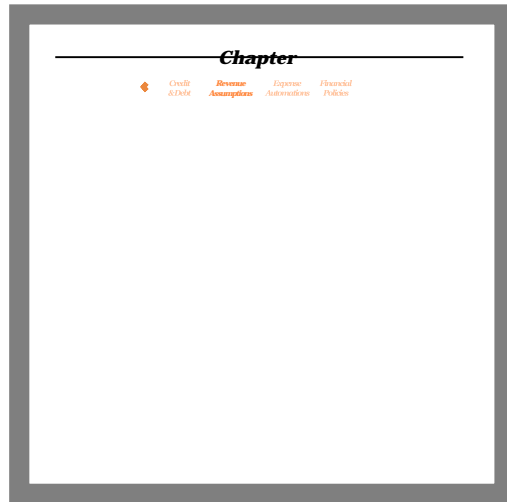 Chapter
Credit Revenue Expense Financial
& Debt Assumptions Automations Policies